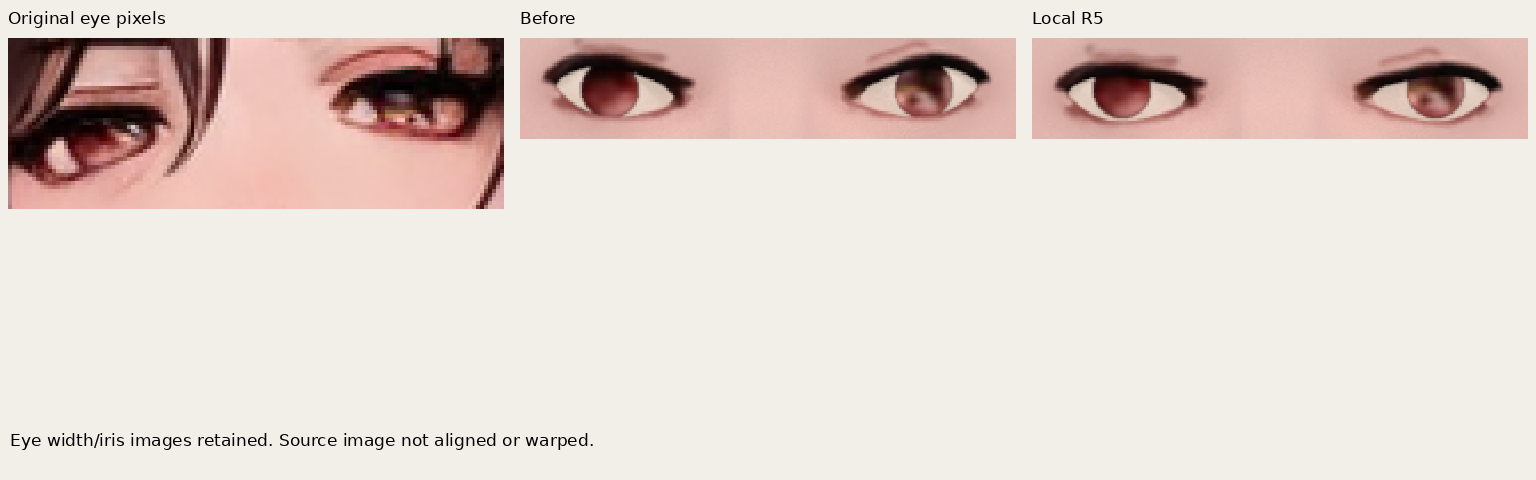 Original eye pixels
Before
Local R5
Eye width/iris images retained. Source image not aligned or warped.